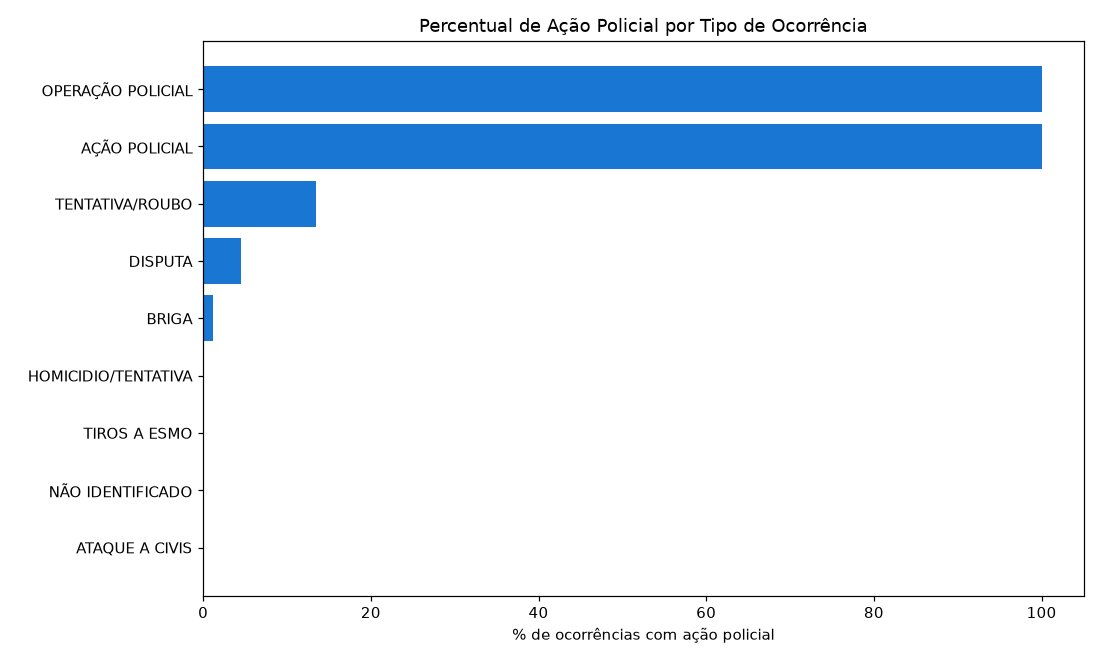 Percentual de Ação Policial por Tipo de Ocorrência
OPERAÇÃO POLICIAL
AÇÃO POLICIAL
TENTATIVA/ROUBO
DISPUTA
BRIGA
HOMICIDIO/TENTATIVA
TIROS A ESMO
NÃO IDENTIFICADO
ATAQUE A CIVIS
0 20 40 60 80 100
% de ocorrências com ação policial